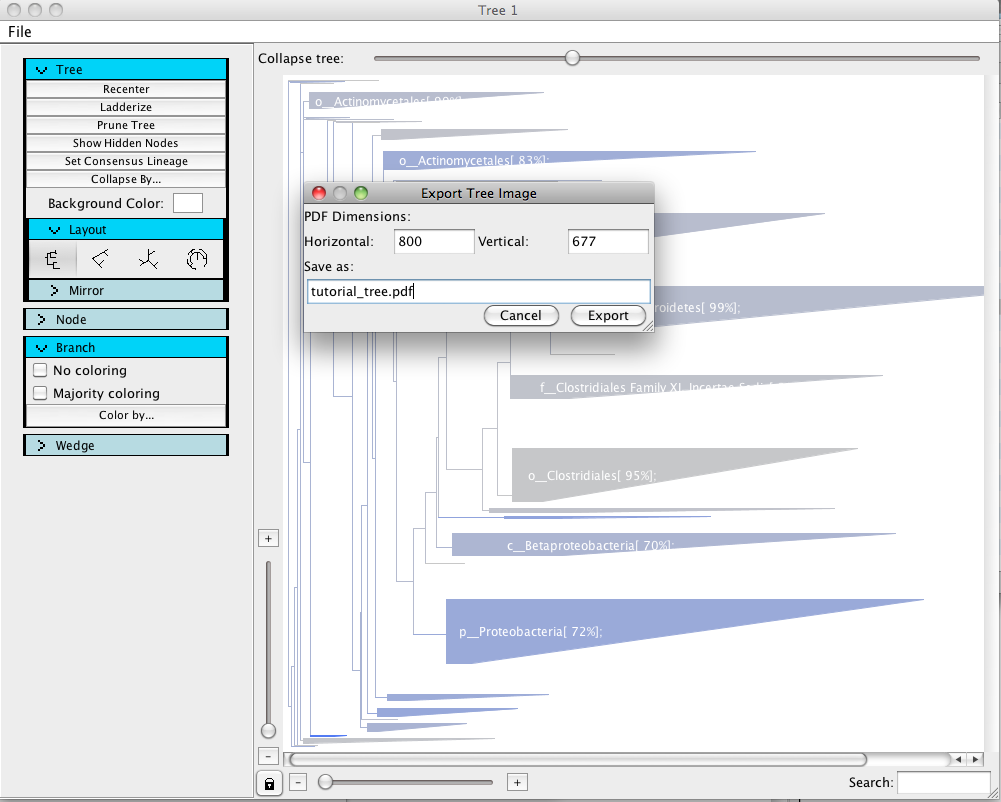 Tree 1
File
Collapse tree:
Tree
Recenter
Ladderize
Prune Tree
Show Hidden Nodes
Set Consensus Lineage
Collapse By...
Background Color:
Layout
Mirror
Node
Branch
No coloring
Majority coloring
Color by...
Wedge
o__Actinomycetales[ 90%];
o__Actinomycetales[ 83%];
Export Tree Image
PDF Dimensions:
Horizontal: 800 Vertical: 677
Save as:
tutorial_tree.pdf
Cancel Export
roidetes[ 99%];
f__Clostridiales Family XI. Incertae Sedis[
o__Clostridiales[ 95%];
c__Betaproteobacteria[ 70%];
p__Proteobacteria[ 72%];
+
-
- +
Search: